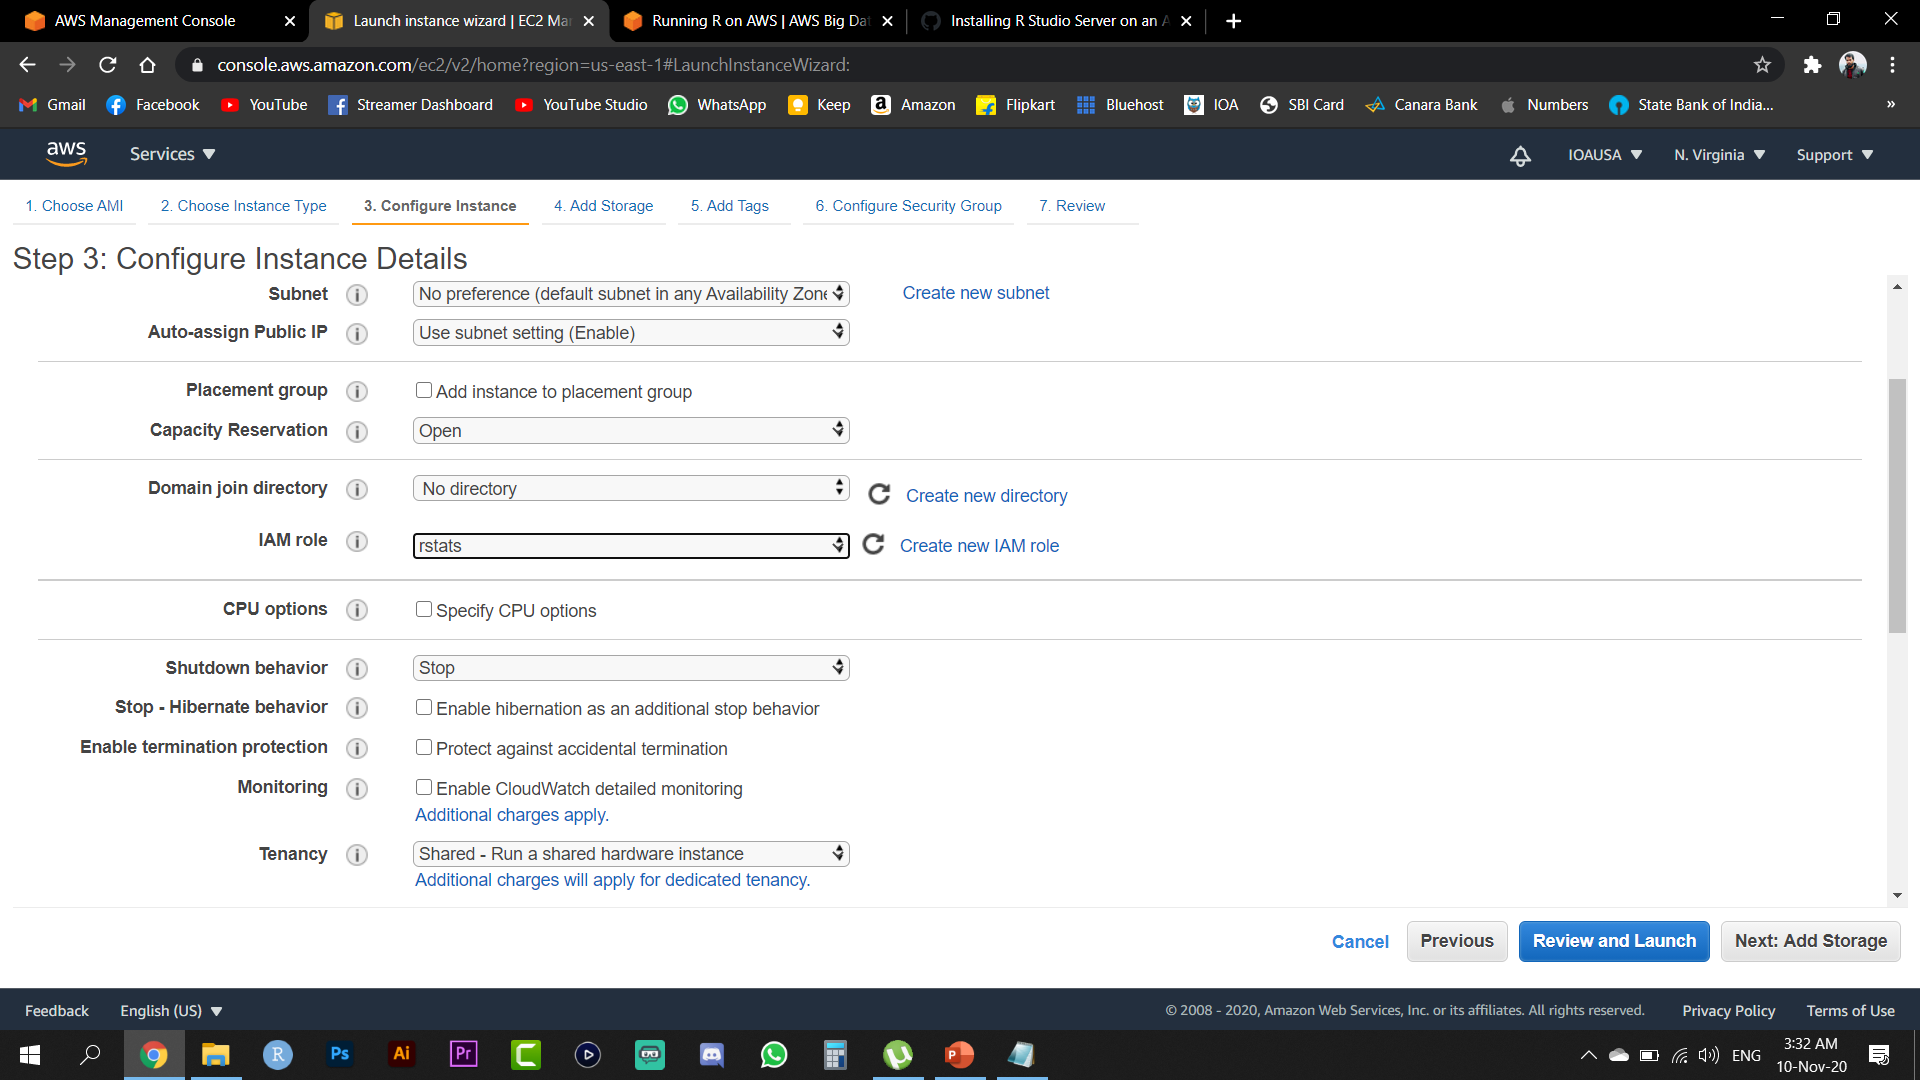 AWS Management Console
Launch instance wizard | EC2 Mar
Running R on AWS | AWS Big Dat
Installing R Studio Server on an A
console.aws.amazon.com/ec2/v2/home?region=us-east-1#LaunchInstanceWizard:
Gmail Facebook YouTube Streamer Dashboard YouTube Studio WhatsApp Keep Amazon Flipkart Bluehost IOA SBI Card Canara Bank Numbers State Bank of India... »
aws Services IOAUSA N. Virginia Support
1. Choose AMI 2. Choose Instance Type 3. Configure Instance 4. Add Storage 5. Add Tags 6. Configure Security Group 7. Review
Step 3: Configure Instance Details
Subnet No preference (default subnet in any Availability Zone Create new subnet
Auto-assign Public IP Use subnet setting (Enable)
Placement group Add instance to placement group
Capacity Reservation Open
Domain join directory No directory Create new directory
IAM role rstats Create new IAM role
CPU options Specify CPU options
Shutdown behavior Stop
Stop - Hibernate behavior Enable hibernation as an additional stop behavior
Enable termination protection Protect against accidental termination
Monitoring Enable CloudWatch detailed monitoring
Additional charges apply.
Tenancy Shared - Run a shared hardware instance
Additional charges will apply for dedicated tenancy.
Cancel Previous Review and Launch Next: Add Storage
Feedback English (US) © 2008 - 2020, Amazon Web Services, Inc. or its affiliates. All rights reserved. Privacy Policy Terms of Use
R Ps Ai Pr C P ENG 3:32 AM
10-Nov-20